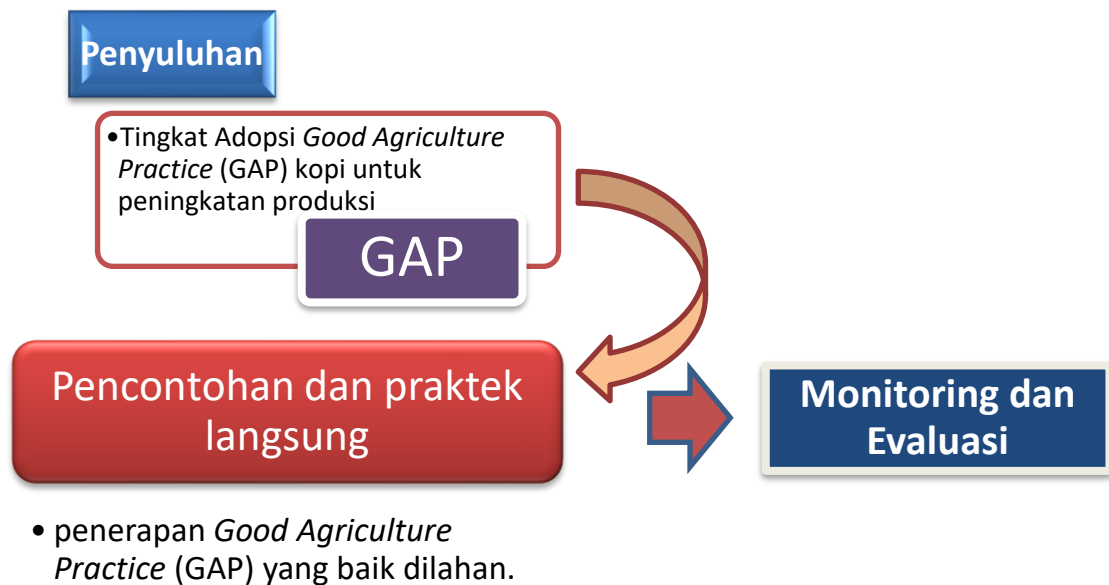 Penyuluhan
•Tingkat Adopsi Good Agriculture
Practice (GAP) kopi untuk
peningkatan produksi
GAP
Pencontohan dan praktek
langsung
Monitoring dan
Evaluasi
• penerapan Good Agriculture
Practice (GAP) yang baik dilahan.